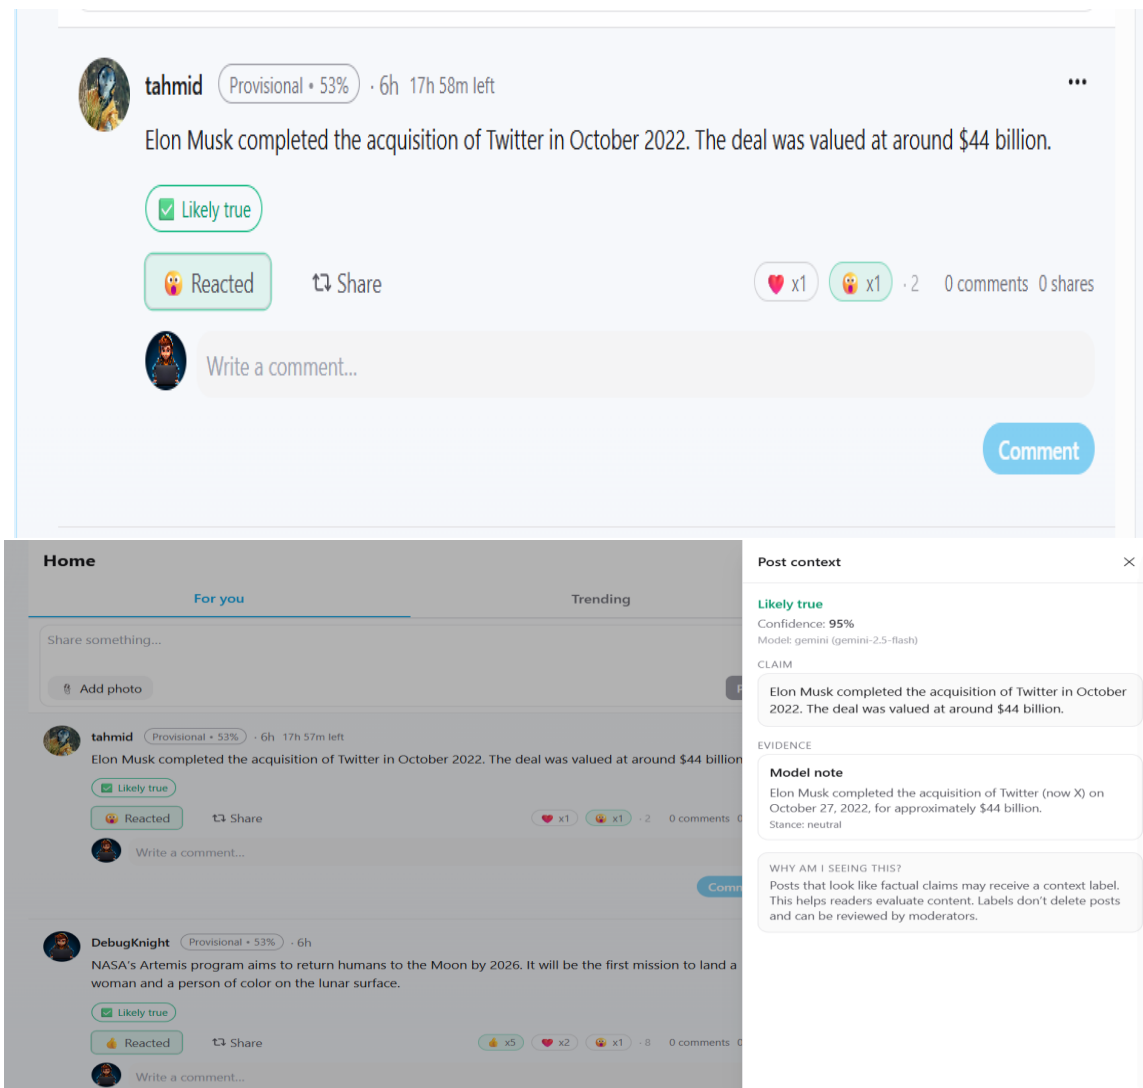 tahmid Provisional • 53% · 6h 17h 58m left
Elon Musk completed the acquisition of Twitter in October 2022. The deal was valued at around $44 billion.
✅ Likely true
😱 Reacted Share ❤️ x1 😱 x1 · 2 0 comments 0 shares
Write a comment...
Comment
Home
For you Trending
Share something...
Add photo
tahmid Provisional • 53% · 6h 17h 57m left
Elon Musk completed the acquisition of Twitter in October 2022. The deal was valued at around $44 billion
✅ Likely true
😱 Reacted Share ❤️ x1 😱 x1 · 2 0 comments
Write a comment...
Comm
DebugKnight Provisional • 53% · 6h
NASA's Artemis program aims to return humans to the Moon by 2026. It will be the first mission to land a
woman and a person of color on the lunar surface.
✅ Likely true
👍 Reacted Share 👍 x5 ❤️ x2 😱 x1 · 8 0 comments
Write a comment...
Post context
Likely true
Confidence: 95%
Model: gemini (gemini-2.5-flash)
CLAIM
Elon Musk completed the acquisition of Twitter in October
2022. The deal was valued at around $44 billion.
EVIDENCE
Model note
Elon Musk completed the acquisition of Twitter (now X) on
October 27, 2022, for approximately $44 billion.
Stance: neutral
WHY AM I SEEING THIS?
Posts that look like factual claims may receive a context label.
This helps readers evaluate content. Labels don't delete posts
and can be reviewed by moderators.